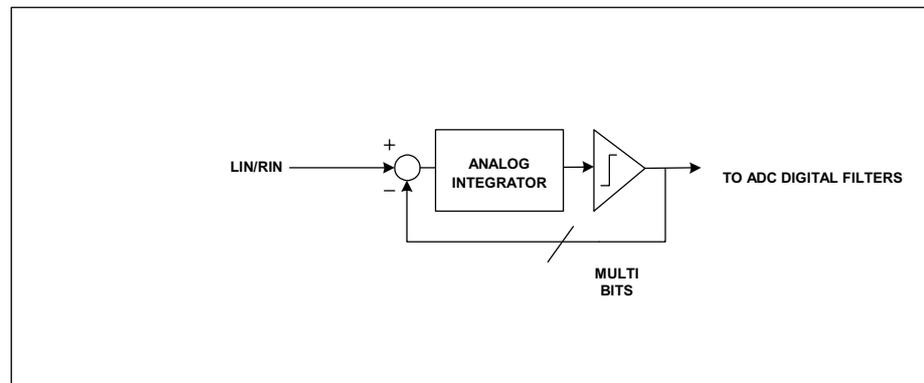 +
LIN/RIN
ANALOG
INTEGRATOR
TO ADC DIGITAL FILTERS
−
MULTI
BITS